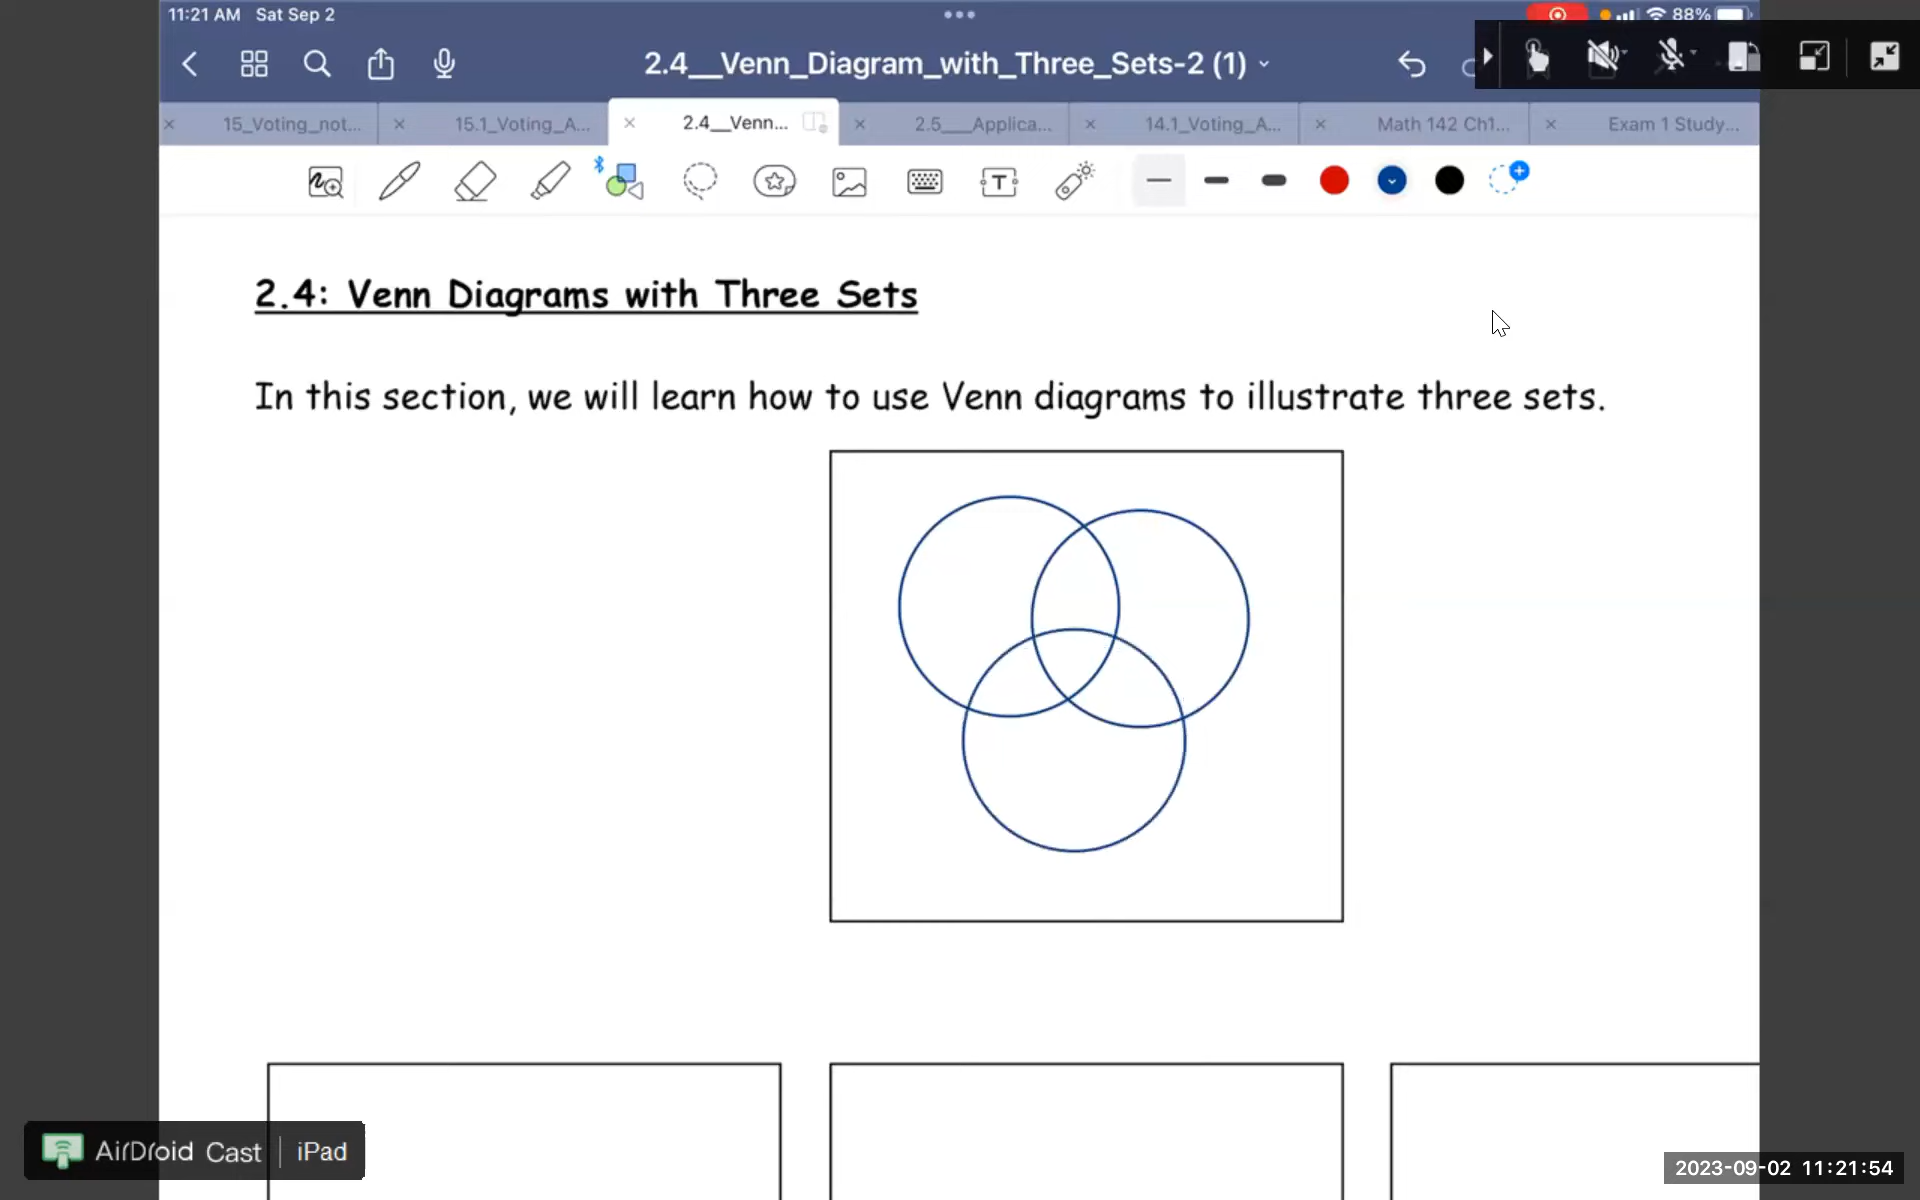 11:21 AM Sat Sep 2
88%
2.4__Venn_Diagram_with_Three_Sets-2 (1)
15_Voting_not...
15.1_Voting_A...
2.4__Venn...
2.5___Applica...
14.1_Voting_A...
Math 142 Ch1...
Exam 1 Study...
T
2.4: Venn Diagrams with Three Sets
In this section, we will learn how to use Venn diagrams to illustrate three sets.
AirDroid Cast iPad
2023-09-02 11:21:54